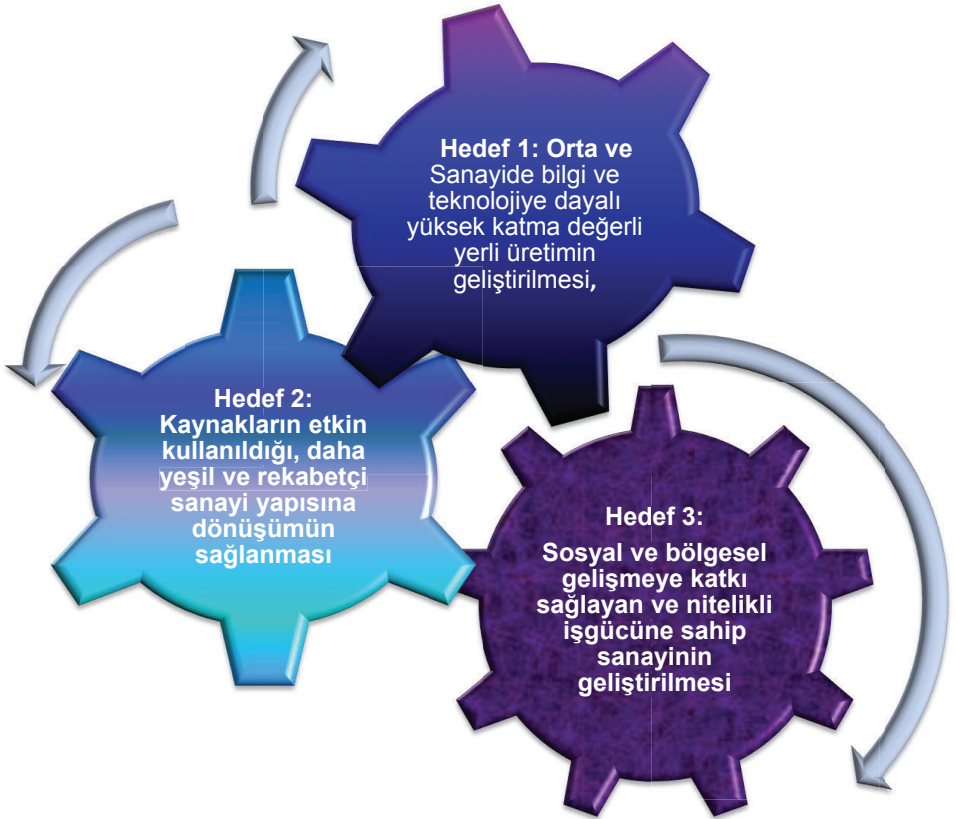 Hedef 1: Orta ve
Sanayide bilgi ve
teknolojiye dayalı
yüksek katma değerli
yerli üretimin
geliştirilmesi,
Hedef 2:
Kaynakların etkin
kullanıldığı, daha
yeşil ve rekabetçi
sanayi yapısına
dönüşümün
sağlanması
Hedef 3:
Sosyal ve bölgesel
gelişmeye katkı
sağlayan ve nitelikli
işgücüne sahip
sanayinin
geliştirilmesi